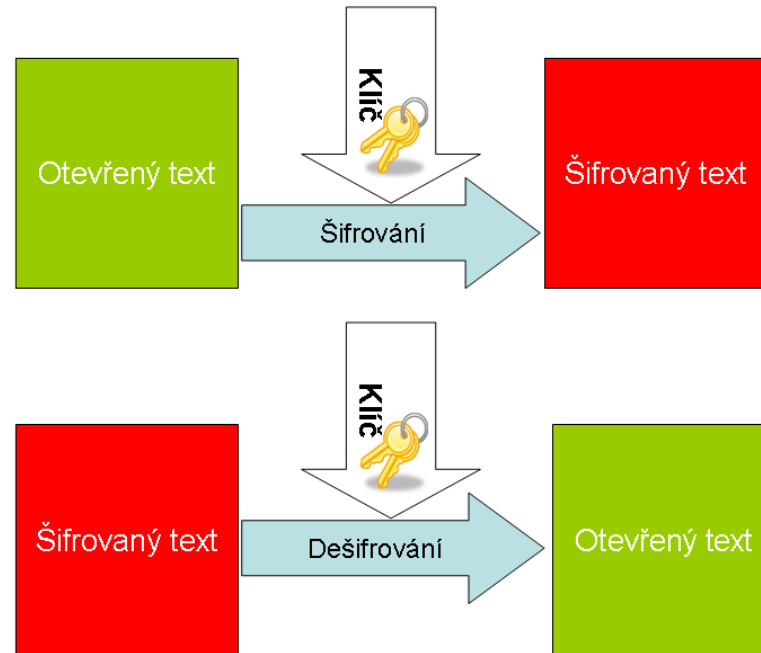 Klíč
Otevřený text
Šifrování
Šifrovaný text
Klíč
Šifrovaný text
Dešifrování
Otevřený text